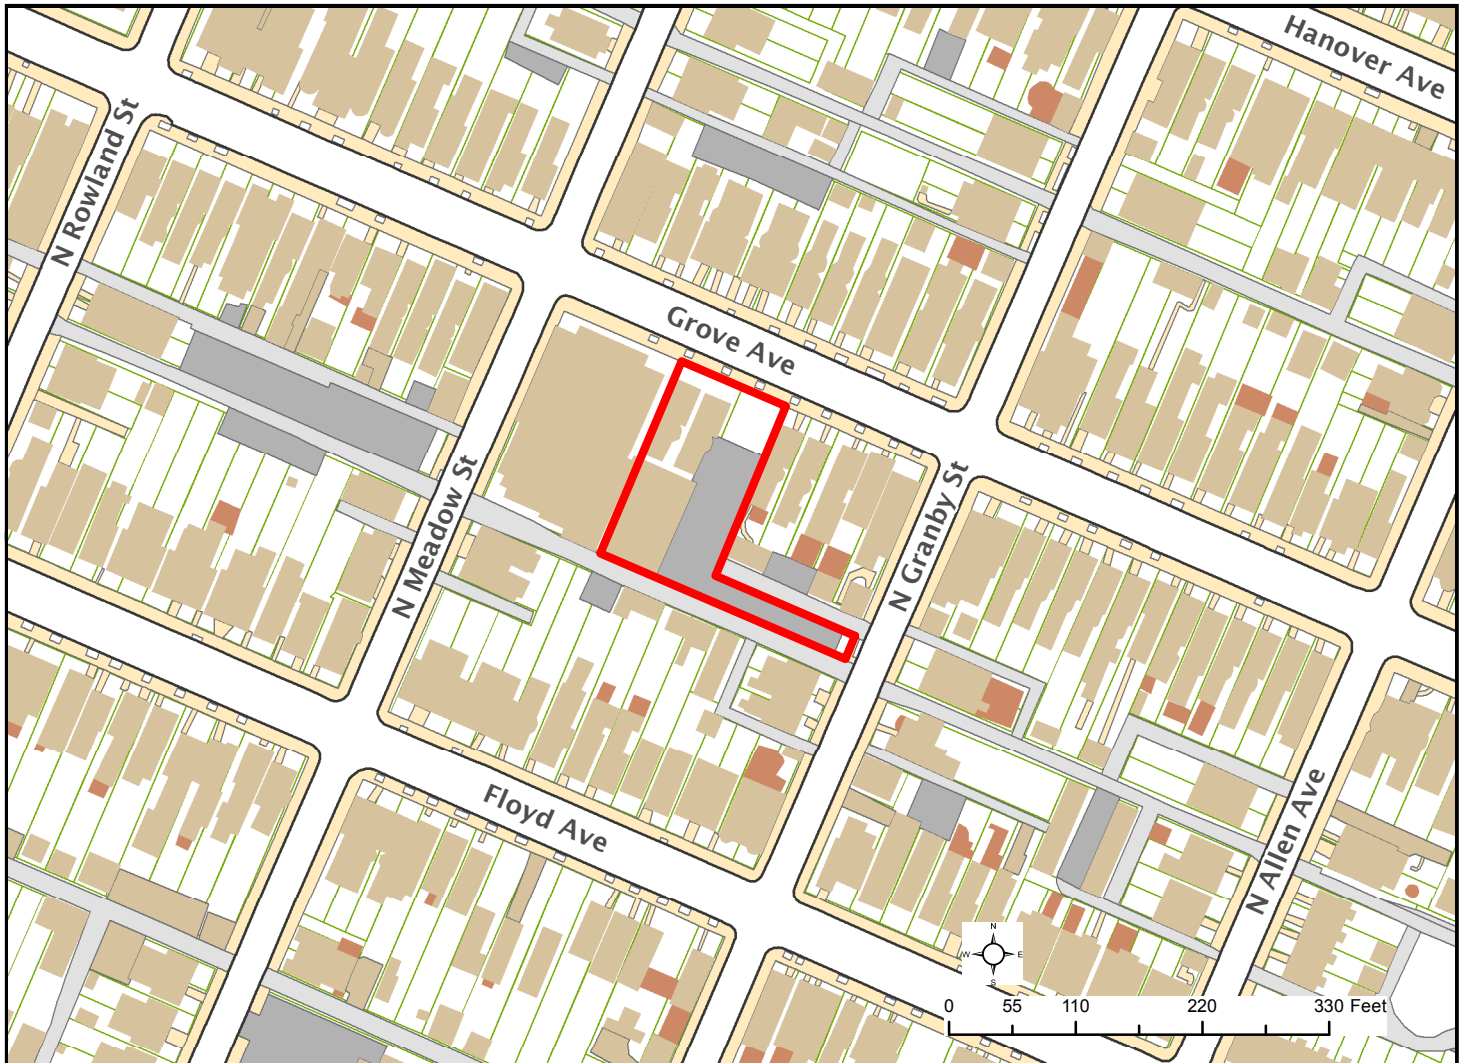 Hanover Ave
N Rowland St
Grove Ave
N Meadow St
N Granby St
Floyd Ave
N Allen Ave
N
W E
S
0 55 110 220 330 Feet